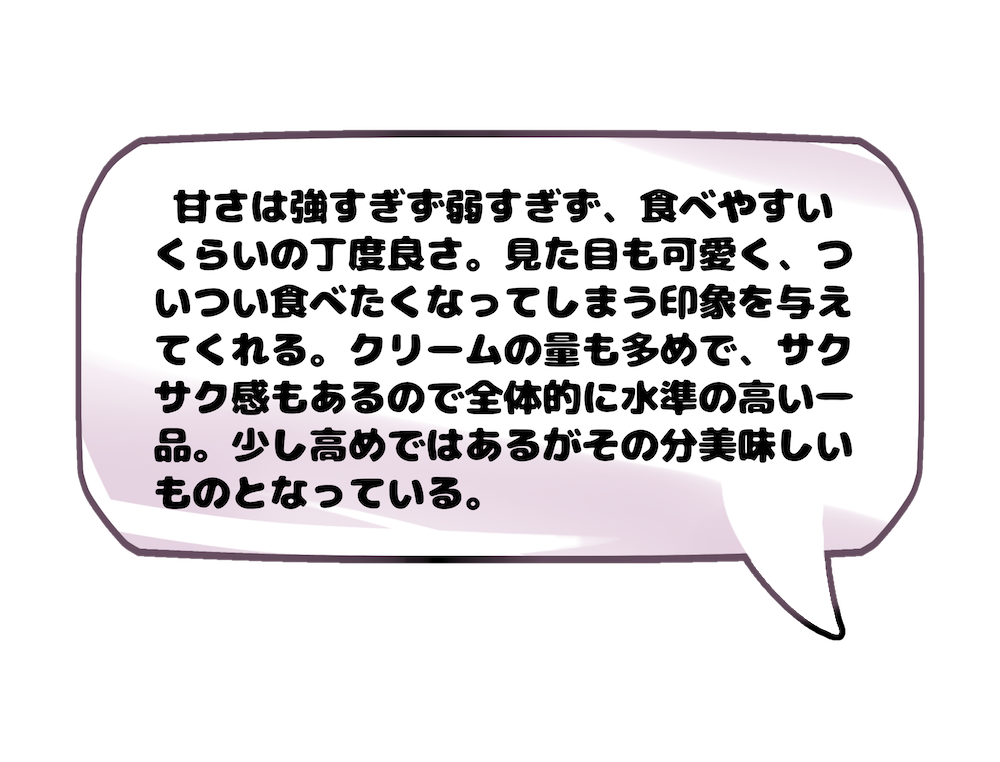 甘さは強すぎず弱すぎず、食べやすい
くらいの丁度良さ。見た目も可愛く、つ
いつい食べたくなってしまう印象を与え
てくれる。クリームの量も多めで、サク
サク感もあるので全体的に水準の高い一
品。少し高めではあるがその分美味しい
ものとなっている。